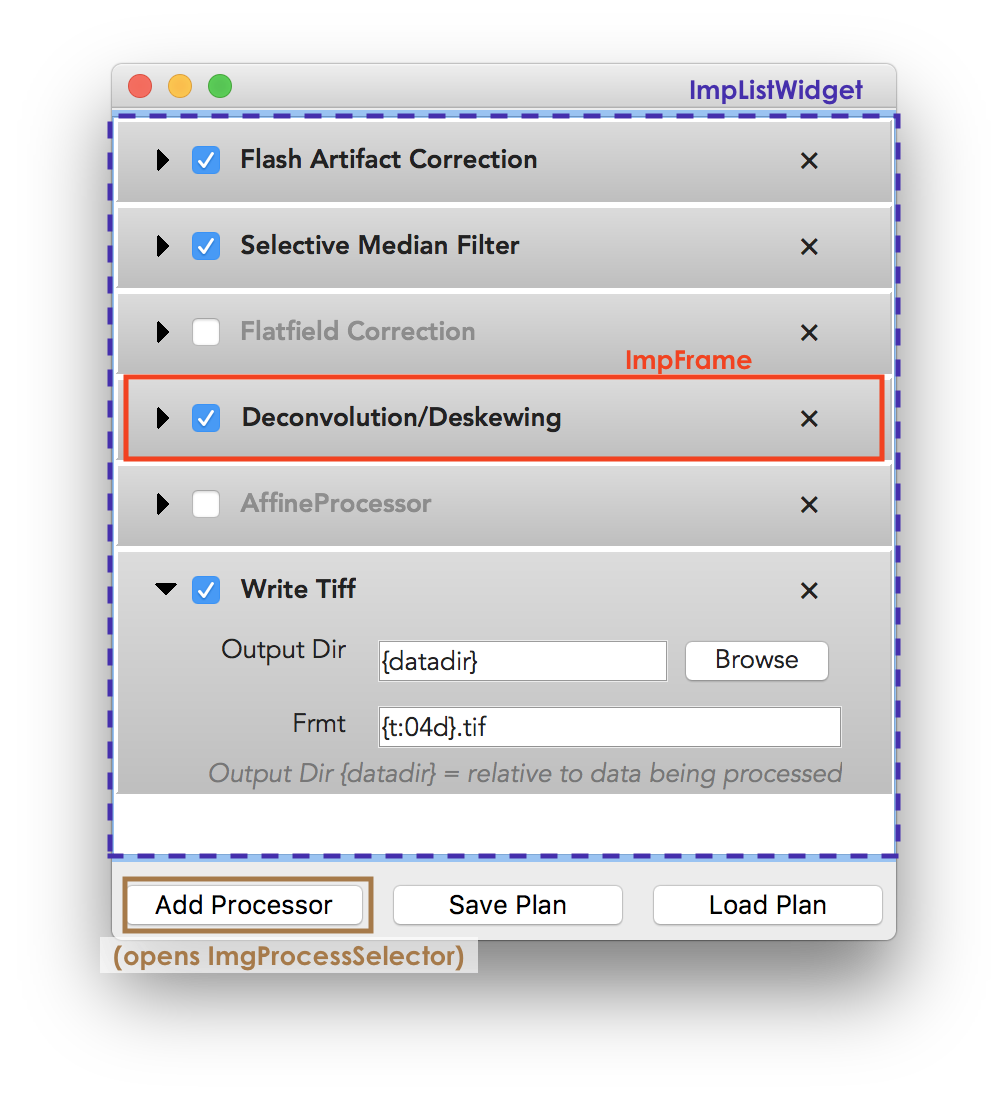 ImpListWidget
Flash Artifact Correction
Selective Median Filter
Flatfield Correction
ImpFrame
Deconvolution/Deskewing
AffineProcessor
Write Tiff
Output Dir {datadir} Browse
Frmt {t:04d}.tif
Output Dir {datadir} = relative to data being processed
Add Processor Save Plan Load Plan
(opens ImgProcessSelector)